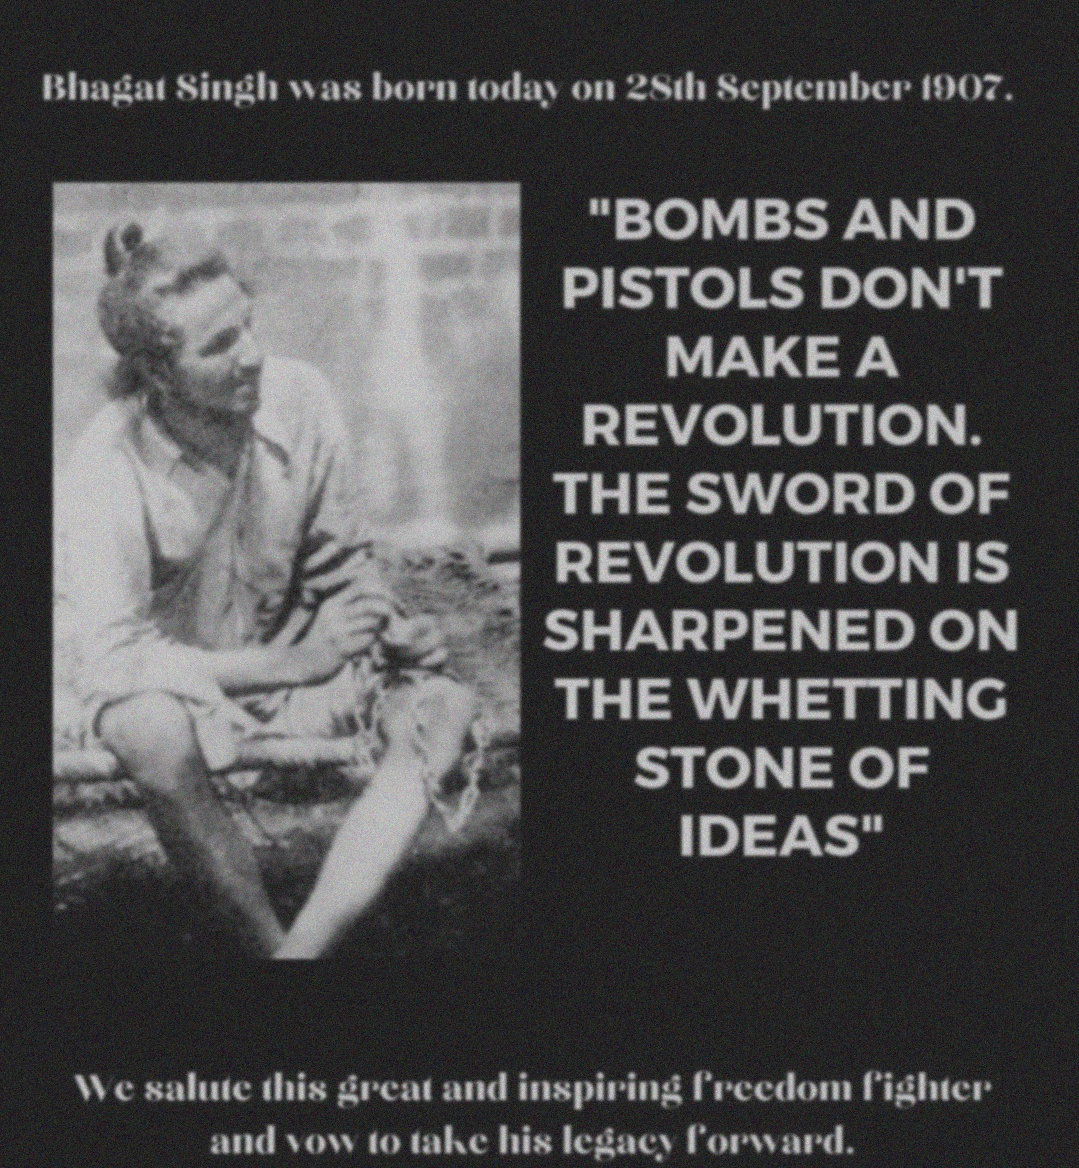 Bhagat Singh was born today on 28th September 1907.
"BOMBS AND
PISTOLS DON'T
MAKE A
REVOLUTION.
THE SWORD OF
REVOLUTION IS
SHARPENED ON
THE WHETTING
STONE OF
IDEAS"
We salute this great and inspiring freedom fighter
and vow to take his legacy forward.